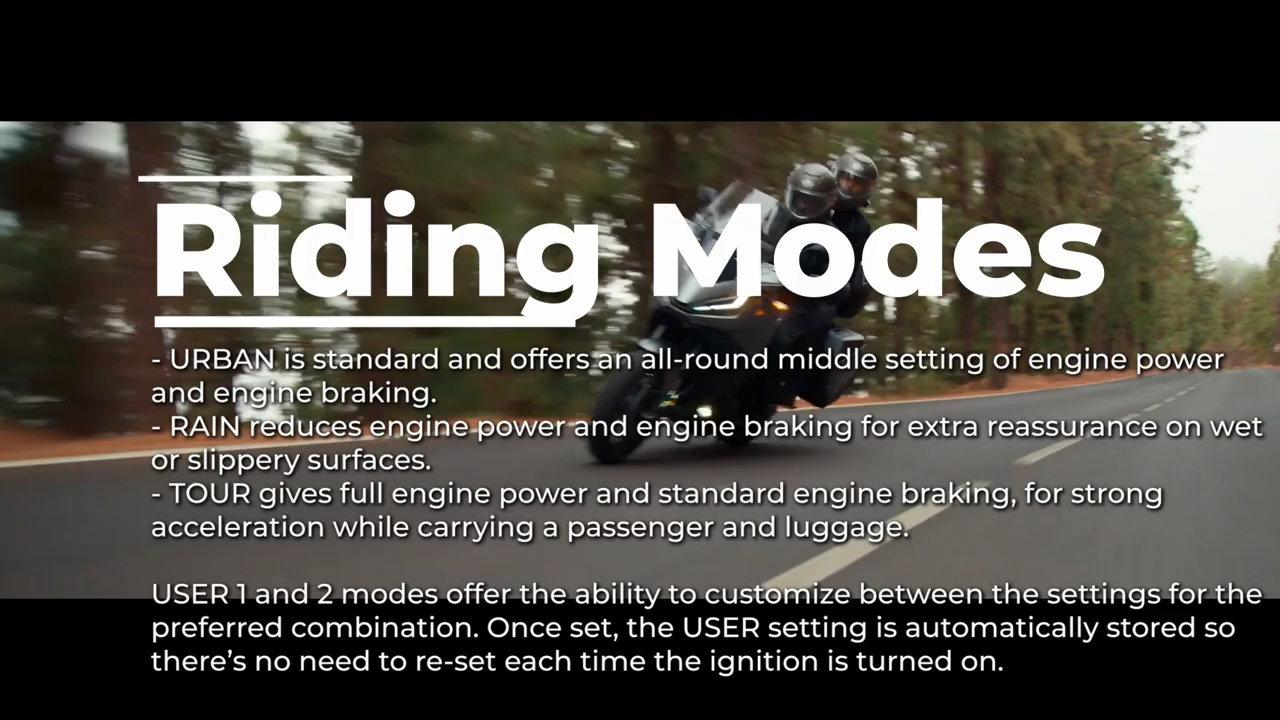 Riding Modes
- URBAN is standard and offers an all-round middle setting of engine power
and engine braking.
- RAIN reduces engine power and engine braking for extra reassurance on wet
or slippery surfaces.
- TOUR gives full engine power and standard engine braking, for strong
acceleration while carrying a passenger and luggage.
USER 1 and 2 modes offer the ability to customize between the settings for the
preferred combination. Once set, the USER setting is automatically stored so
there’s no need to re-set each time the ignition is turned on.